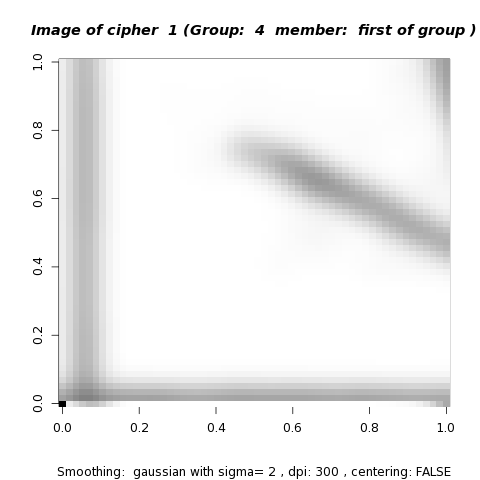 Image of cipher 1 (Group: 4 member: first of group )
1.0
0.8
0.6
0.4
0.2
0.0
0.0 0.2 0.4 0.6 0.8 1.0
Smoothing: gaussian with sigma= 2 , dpi: 300 , centering: FALSE